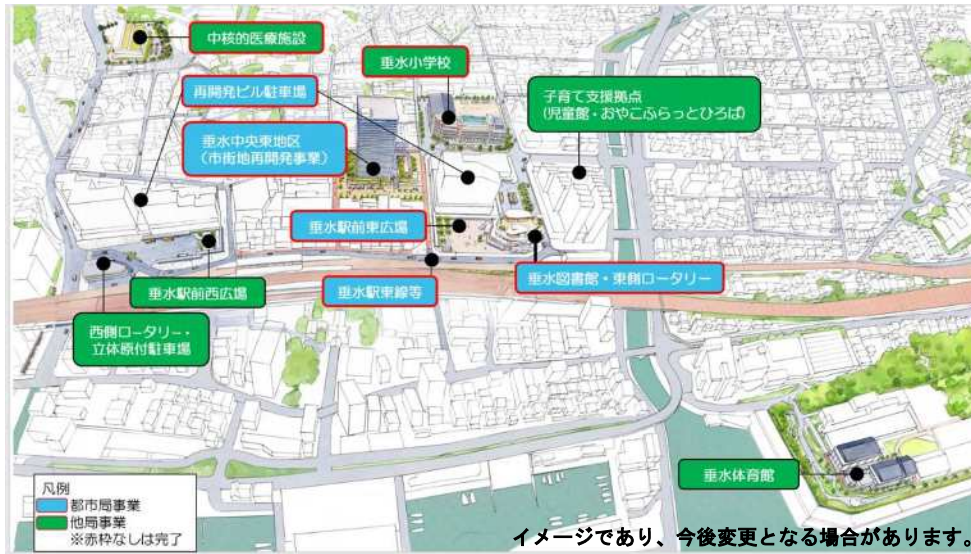 中核的医療施設
垂水小学校
再開発ビル駐車場
子育て支援拠点
(児童館・おやこふらっとひろば)
垂水中央東地区
(市街地再開発事業)
垂水駅前東広場
垂水図書館・東側ロータリー
垂水駅前西広場
垂水駅東線等
西側ロータリー・
立体原付駐車場
垂水体育館
凡例
都市局事業
他局事業
※赤枠なしは完了
イメージであり、今後変更となる場合があります。